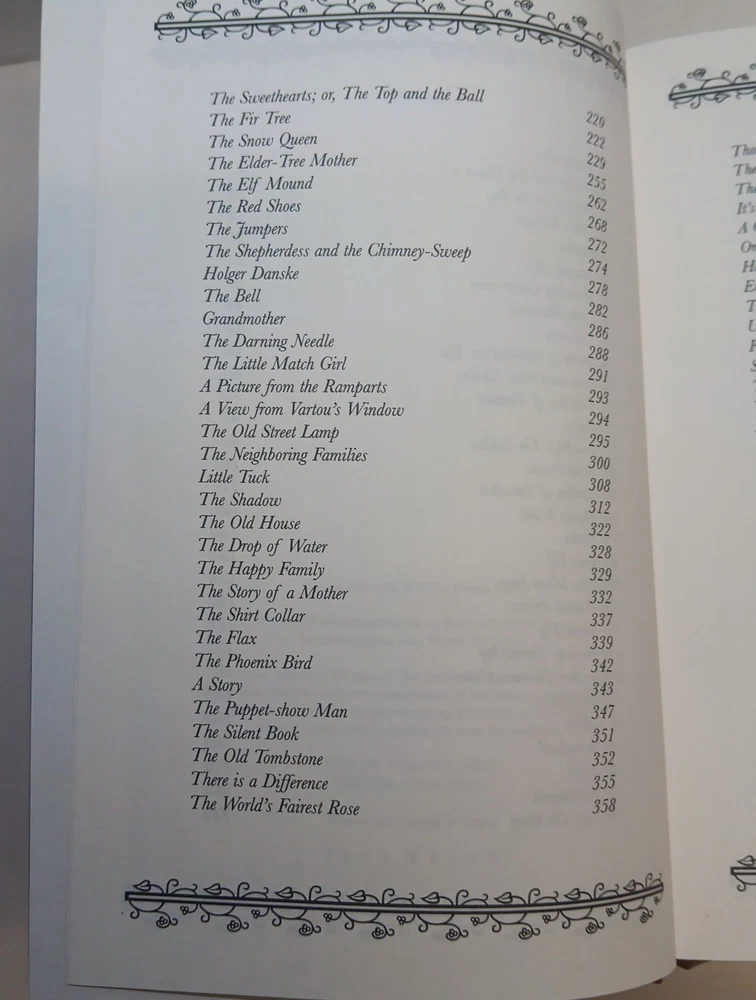 The Sweethearts; or, The Top and the Ball 220
The Fir Tree 222
The Snow Queen 229
The Elder-Tree Mother 255
The Elf Mound 262
The Red Shoes 268
The Jumpers 272
The Shepherdess and the Chimney-Sweep 274
Holger Danske 278
The Bell 282
Grandmother 286
The Darning Needle 288
The Little Match Girl 291
A Picture from the Ramparts 293
A View from Vartou's Window 294
The Old Street Lamp 295
The Neighboring Families 300
Little Tuck 308
The Shadow 312
The Old House 322
The Drop of Water 328
The Happy Family 329
The Story of a Mother 332
The Shirt Collar 337
The Flax 339
The Phoenix Bird 342
A Story 343
The Puppet-show Man 347
The Silent Book 351
The Old Tombstone 352
There is a Difference 355
The World's Fairest Rose 358
The
It's
A